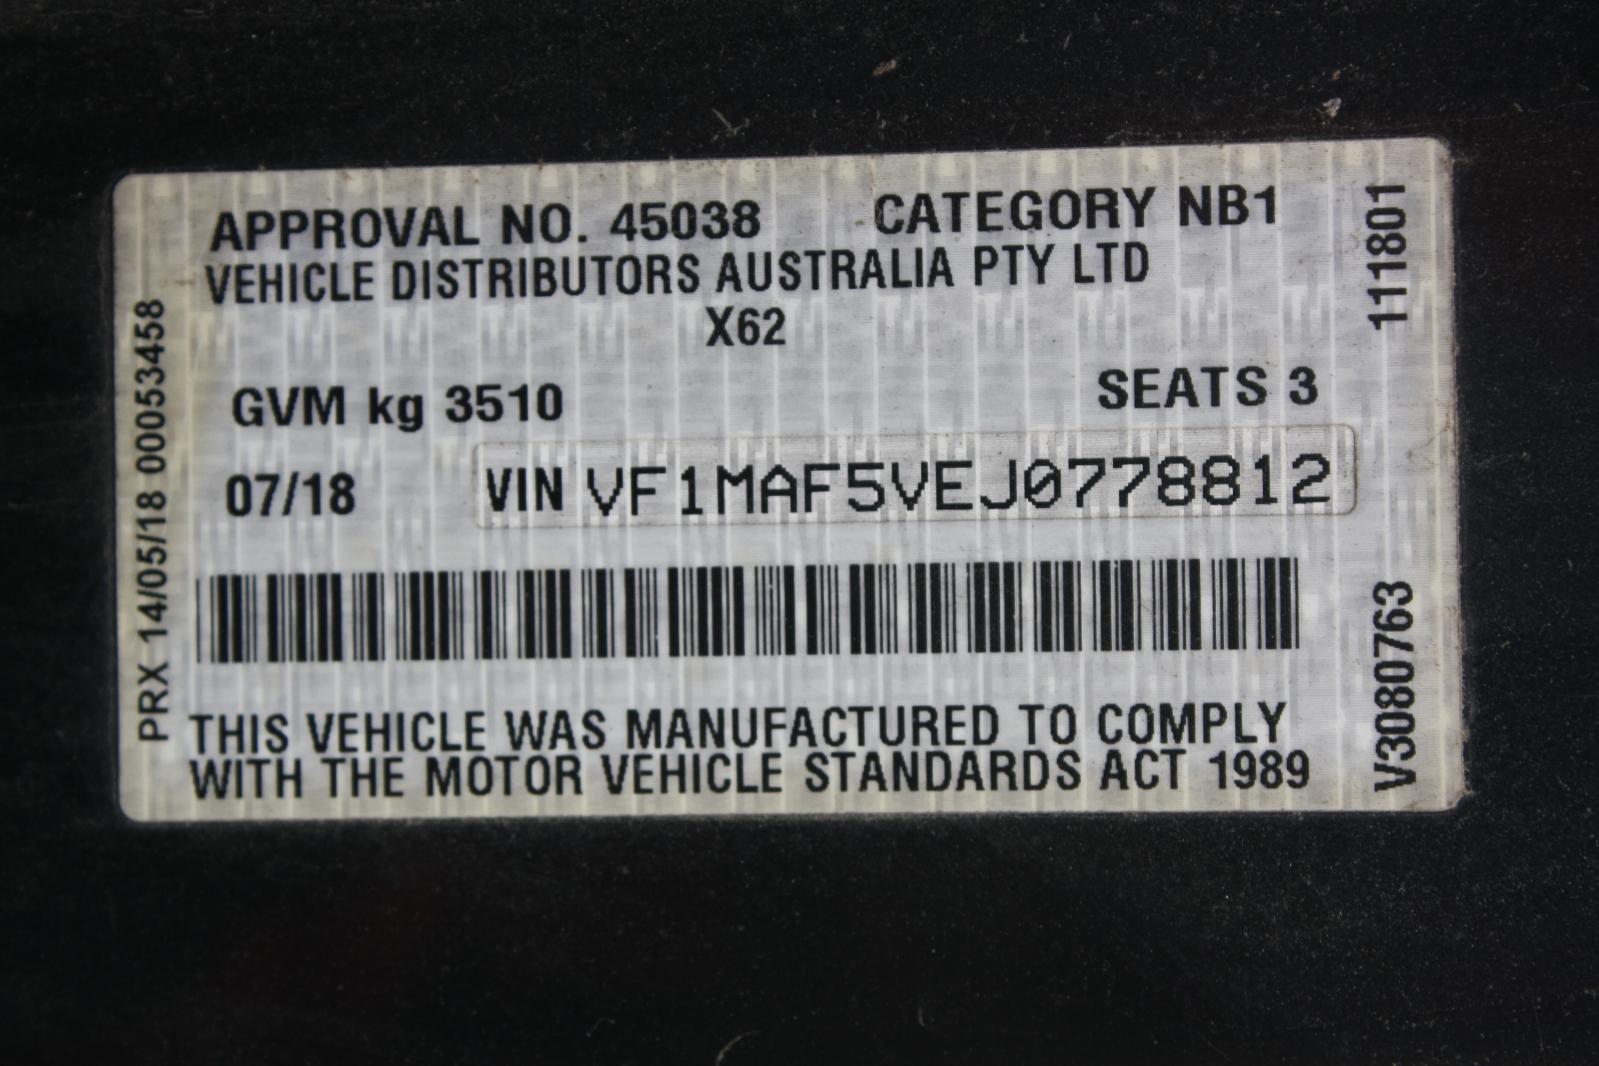 APPROVAL NO. 45038 CATEGORY NB1
VEHICLE DISTRIBUTORS AUSTRALIA PTY LTD
X62
GVM kg 3510 SEATS 3
07/18 VIN VF1MAF5VEJ0778812
THIS VEHICLE WAS MANUFACTURED TO COMPLY
WITH THE MOTOR VEHICLE STANDARDS ACT 1989
PRX 14/05/18 00053458
V3080763 111801